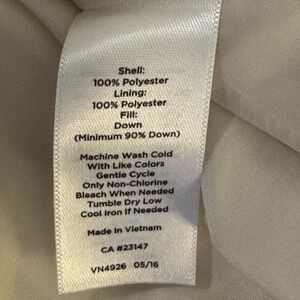 Shell:
100% Polyester
Lining:
100% Polyester
Fill:
Down
(Minimum 90% Down)
Machine Wash Cold
With Like Colors
Gentle Cycle
Only Non-Chlorine
Bleach When Needed
Tumble Dry Low
Cool Iron If Needed
Made in Vietnam
CA #23147
VN4926 05/16